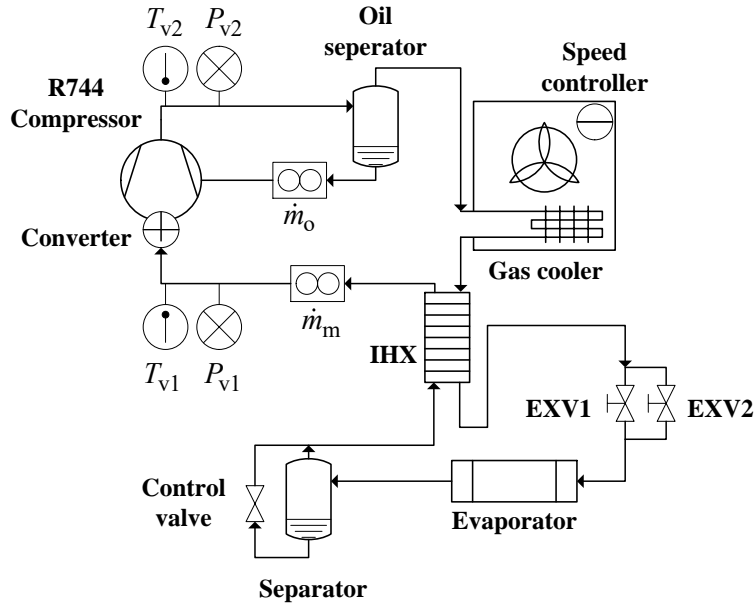 T_v2 P_v2
Oil
seperator
Speed
controller
R744
Compressor
ṁ_o
Converter
Gas cooler
ṁ_m
T_v1 P_v1
IHX
EXV1 EXV2
Control
valve
Evaporator
Separator